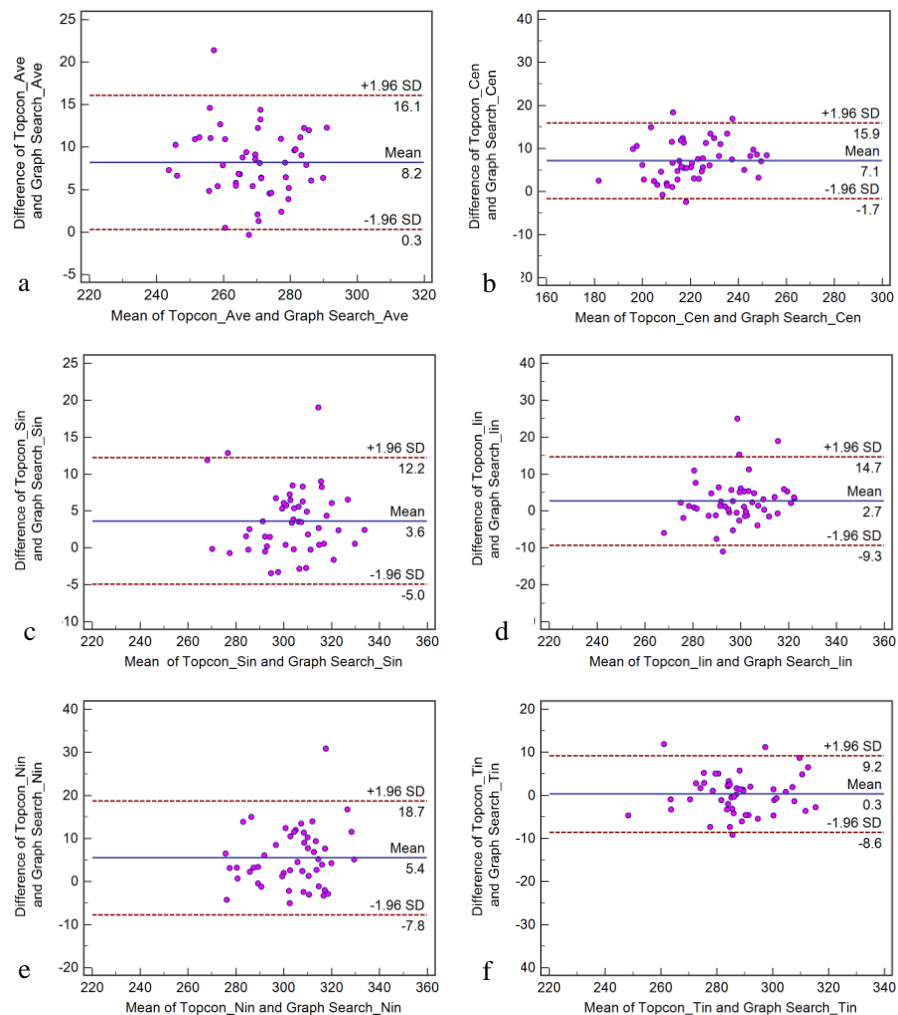 a
Difference of Topcon_Ave
and Graph Search_Ave
25
20
15
10
5
0
-5
+1.96 SD
16.1
Mean
8.2
-1.96 SD
0.3
220 240 260 280 300 320
Mean of Topcon_Ave and Graph Search_Ave
b
Difference of Topcon_Cen
and Graph Search_Cen
40
30
20
10
0
-10
20
+1.96 SD
15.9
Mean
7.1
-1.96 SD
-1.7
160 180 200 220 240 260 280 300
Mean of Topcon_Cen and Graph Search_Cen
c
Difference of Topcon_Sin
and Graph Search_Sin
25
20
15
10
5
0
-5
10
+1.96 SD
12.2
Mean
3.6
-1.96 SD
-5.0
220 240 260 280 300 320 340 360
Mean of Topcon_Sin and Graph Search_Sin
d
Difference of Topcon_Iin
and Graph Search_Iin
40
30
20
10
0
-10
-20
+1.96 SD
14.7
Mean
2.7
-1.96 SD
-9.3
220 240 260 280 300 320 340 360
Mean of Topcon_Iin and Graph Search_Iin
e
Difference of Topcon_Nin
and Graph Search_Nin
40
30
20
10
0
-10
20
+1.96 SD
18.7
Mean
5.4
-1.96 SD
-7.8
220 240 260 280 300 320 340 360
Mean of Topcon_Nin and Graph Search_Nin
f
Difference of Topcon_Tin
and Graph Search_Tin
20
10
0
-10
-20
-30
40
+1.96 SD
9.2
Mean
0.3
-1.96 SD
-8.6
220 240 260 280 300 320 340
Mean of Topcon_Tin and Graph Search_Tin